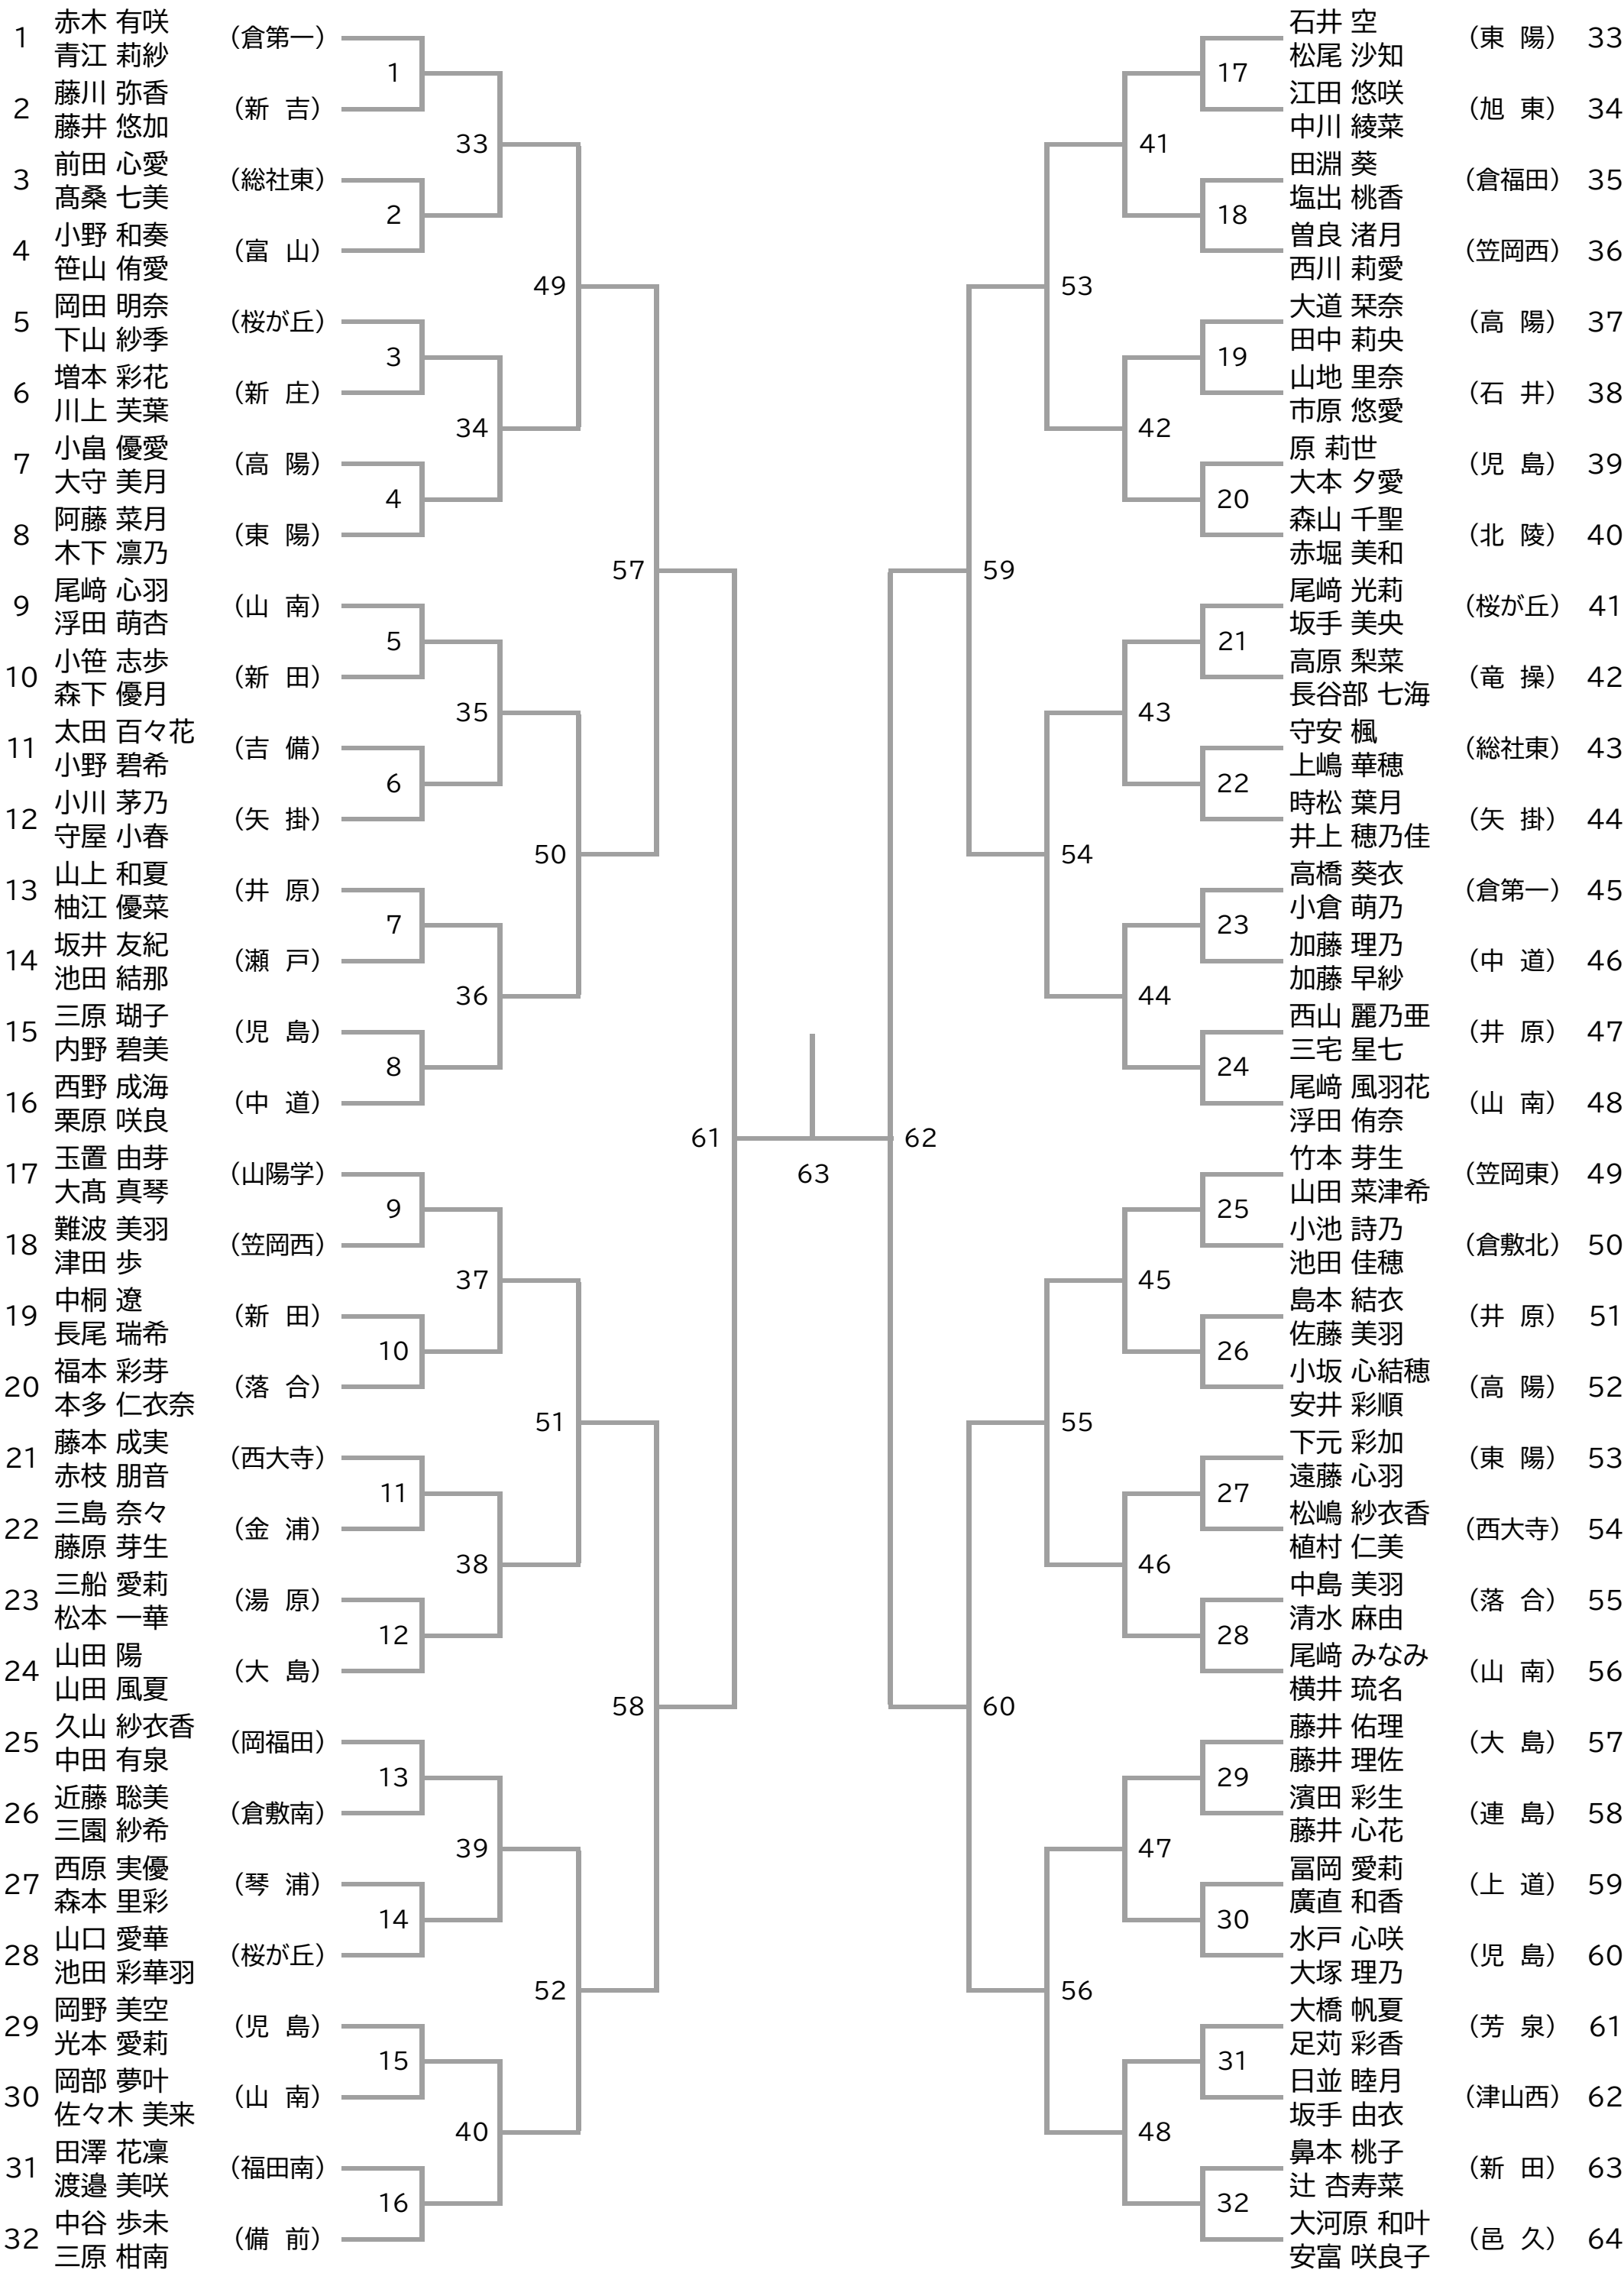 1 赤木 有咲 (倉第一)
青江 莉紗
2 藤川 弥香 (新 吉)
藤井 悠加
3 前田 心愛 (総社東)
髙桑 七美
4 小野 和奏 (富 山)
笹山 侑愛
5 岡田 明奈 (桜が丘)
下山 紗季
6 増本 彩花 (新 庄)
川上 芙葉
7 小畠 優愛 (高 陽)
大守 美月
8 阿藤 菜月 (東 陽)
木下 凛乃
9 尾﨑 心羽 (山 南)
浮田 萌杏
10 小笹 志歩 (新 田)
森下 優月
11 太田 百々花 (吉 備)
小野 碧希
12 小川 茅乃 (矢 掛)
守屋 小春
13 山上 和夏 (井 原)
柚江 優菜
14 坂井 友紀 (瀬 戸)
池田 結那
15 三原 瑚子 (児 島)
内野 碧美
16 西野 成海 (中 道)
栗原 咲良
17 玉置 由芽 (山陽学)
大髙 真琴
18 難波 美羽 (笠岡西)
津田 歩
19 中桐 遼 (新 田)
長尾 瑞希
20 福本 彩芽 (落 合)
本多 仁衣奈
21 藤本 成実 (西大寺)
赤枝 朋音
22 三島 奈々 (金 浦)
藤原 芽生
23 三船 愛莉 (湯 原)
松本 一華
24 山田 陽 (大 島)
山田 風夏
25 久山 紗衣香 (岡福田)
中田 有泉
26 近藤 聡美 (倉敷南)
三園 紗希
27 西原 実優 (琴 浦)
森本 里彩
28 山口 愛華 (桜が丘)
池田 彩華羽
29 岡野 美空 (児 島)
光本 愛莉
30 岡部 夢叶 (山 南)
佐々木 美来
31 田澤 花凜 (福田南)
渡邉 美咲
32 中谷 歩未 (備 前)
三原 柑南
1
2
3
4
5
6
7
8
9
10
11
12
13
14
15
16
33
34
35
36
37
38
39
40
49
50
51
52
57
58
61
63
62
59
60
53
54
55
56
41
42
43
44
45
46
47
48
17
18
19
20
21
22
23
24
25
26
27
28
29
30
31
32
石井 空 (東 陽) 33
松尾 沙知
江田 悠咲 (旭 東) 34
中川 綾菜
田淵 葵 (倉福田) 35
塩出 桃香
曽良 渚月 (笠岡西) 36
西川 莉愛
大道 栞奈 (高 陽) 37
田中 莉央
山地 里奈 (石 井) 38
市原 悠愛
原 莉世 (児 島) 39
大本 夕愛
森山 千聖 (北 陵) 40
赤堀 美和
尾﨑 光莉 (桜が丘) 41
坂手 美央
高原 梨菜 (竜 操) 42
長谷部 七海
守安 楓 (総社東) 43
上嶋 華穂
時松 葉月 (矢 掛) 44
井上 穂乃佳
高橋 葵衣 (倉第一) 45
小倉 萌乃
加藤 理乃 (中 道) 46
加藤 早紗
西山 麗乃亜 (井 原) 47
三宅 星七
尾﨑 風羽花 (山 南) 48
浮田 侑奈
竹本 芽生 (笠岡東) 49
山田 菜津希
小池 詩乃 (倉敷北) 50
池田 佳穂
島本 結衣 (井 原) 51
佐藤 美羽
小坂 心結穂 (高 陽) 52
安井 彩順
下元 彩加 (東 陽) 53
遠藤 心羽
松嶋 紗衣香 (西大寺) 54
植村 仁美
中島 美羽 (落 合) 55
清水 麻由
尾﨑 みなみ (山 南) 56
横井 琉名
藤井 佑理 (大 島) 57
藤井 理佐
濱田 彩生 (連 島) 58
藤井 心花
冨岡 愛莉 (上 道) 59
廣直 和香
水戸 心咲 (児 島) 60
大塚 理乃
大橋 帆夏 (芳 泉) 61
足苅 彩香
日並 睦月 (津山西) 62
坂手 由衣
鼻本 桃子 (新 田) 63
辻 杏寿菜
大河原 和叶 (邑 久) 64
安富 咲良子